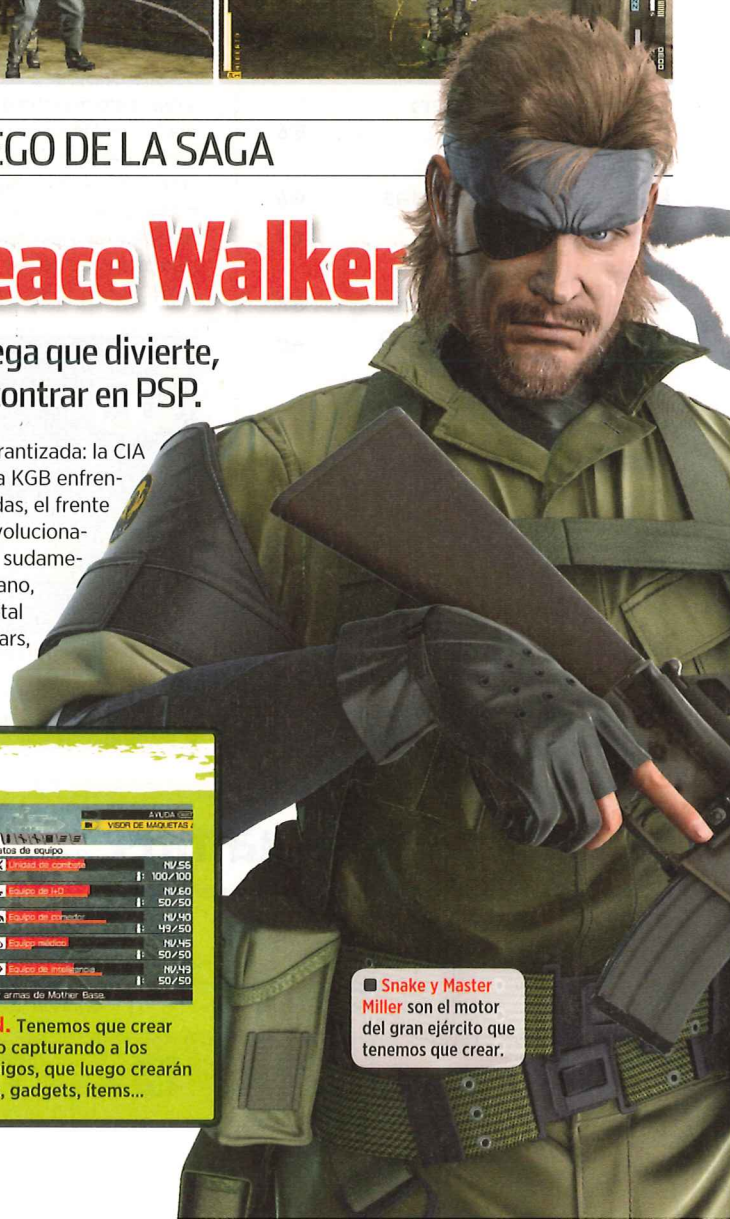 EGO DE LA SAGA
eace Walker
ega que divierte,
contrar en PSP.
rantizada: la CIA
a KGB enfren-
das, el frente
voluciona-
sudame-
ano,
tal
ars,
AYUDA
VISOR DE MAQUETAS
atos de equipo
Unidad de combate NV.56
100/100
Equipo de I+D NV.60
50/50
Equipo de comedor NV.40
49/50
Equipo médico NV.45
50/50
Equipo de inteligencia NV.49
50/50
armas de Mother Base.
N. Tenemos que crear
o capturando a los
igos, que luego crearán
, gadgets, ítems...
Snake y Master
Miller son el motor
del gran ejército que
tenemos que crear.